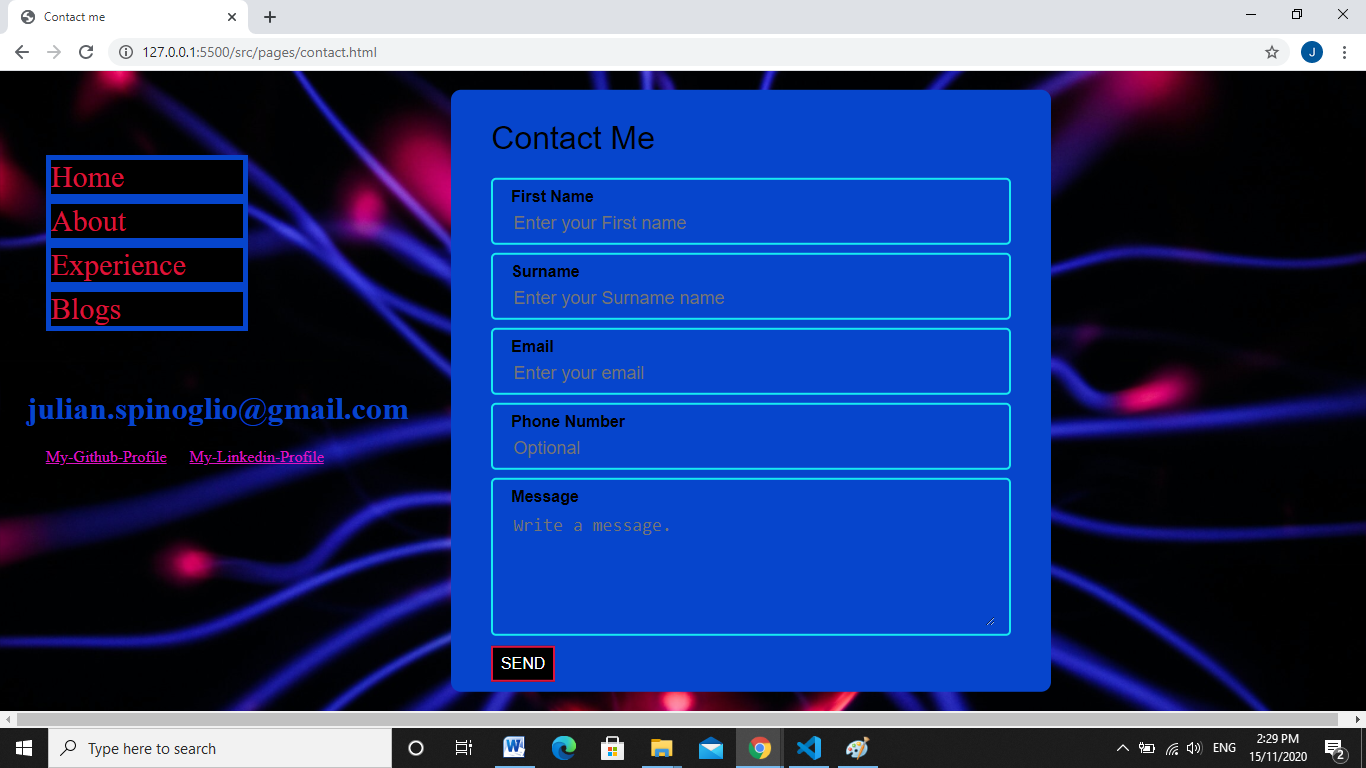 Contact me
127.0.0.1:5500/src/pages/contact.html
J
Home
About
Experience
Blogs
julian.spinoglio@gmail.com
My-Github-Profile My-Linkedin-Profile
Contact Me
First Name
Enter your First name
Surname
Enter your Surname name
Email
Enter your email
Phone Number
Optional
Message
Write a message.
SEND
Type here to search
ENG
2:29 PM
15/11/2020
2